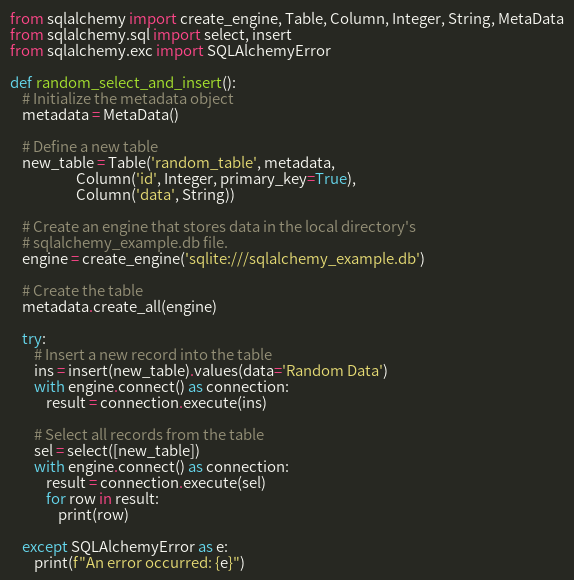 from sqlalchemy import create_engine, Table, Column, Integer, String, MetaData
from sqlalchemy.sql import select, insert
from sqlalchemy.exc import SQLAlchemyError

def random_select_and_insert():
    # Initialize the metadata object
    metadata = MetaData()

    # Define a new table
    new_table = Table('random_table', metadata,
                      Column('id', Integer, primary_key=True),
                      Column('data', String))

    # Create an engine that stores data in the local directory's
    # sqlalchemy_example.db file.
    engine = create_engine('sqlite:///sqlalchemy_example.db')

    # Create the table
    metadata.create_all(engine)

    try:
        # Insert a new record into the table
        ins = insert(new_table).values(data='Random Data')
        with engine.connect() as connection:
            result = connection.execute(ins)

        # Select all records from the table
        sel = select([new_table])
        with engine.connect() as connection:
            result = connection.execute(sel)
            for row in result:
                print(row)

    except SQLAlchemyError as e:
        print(f"An error occurred: {e}")